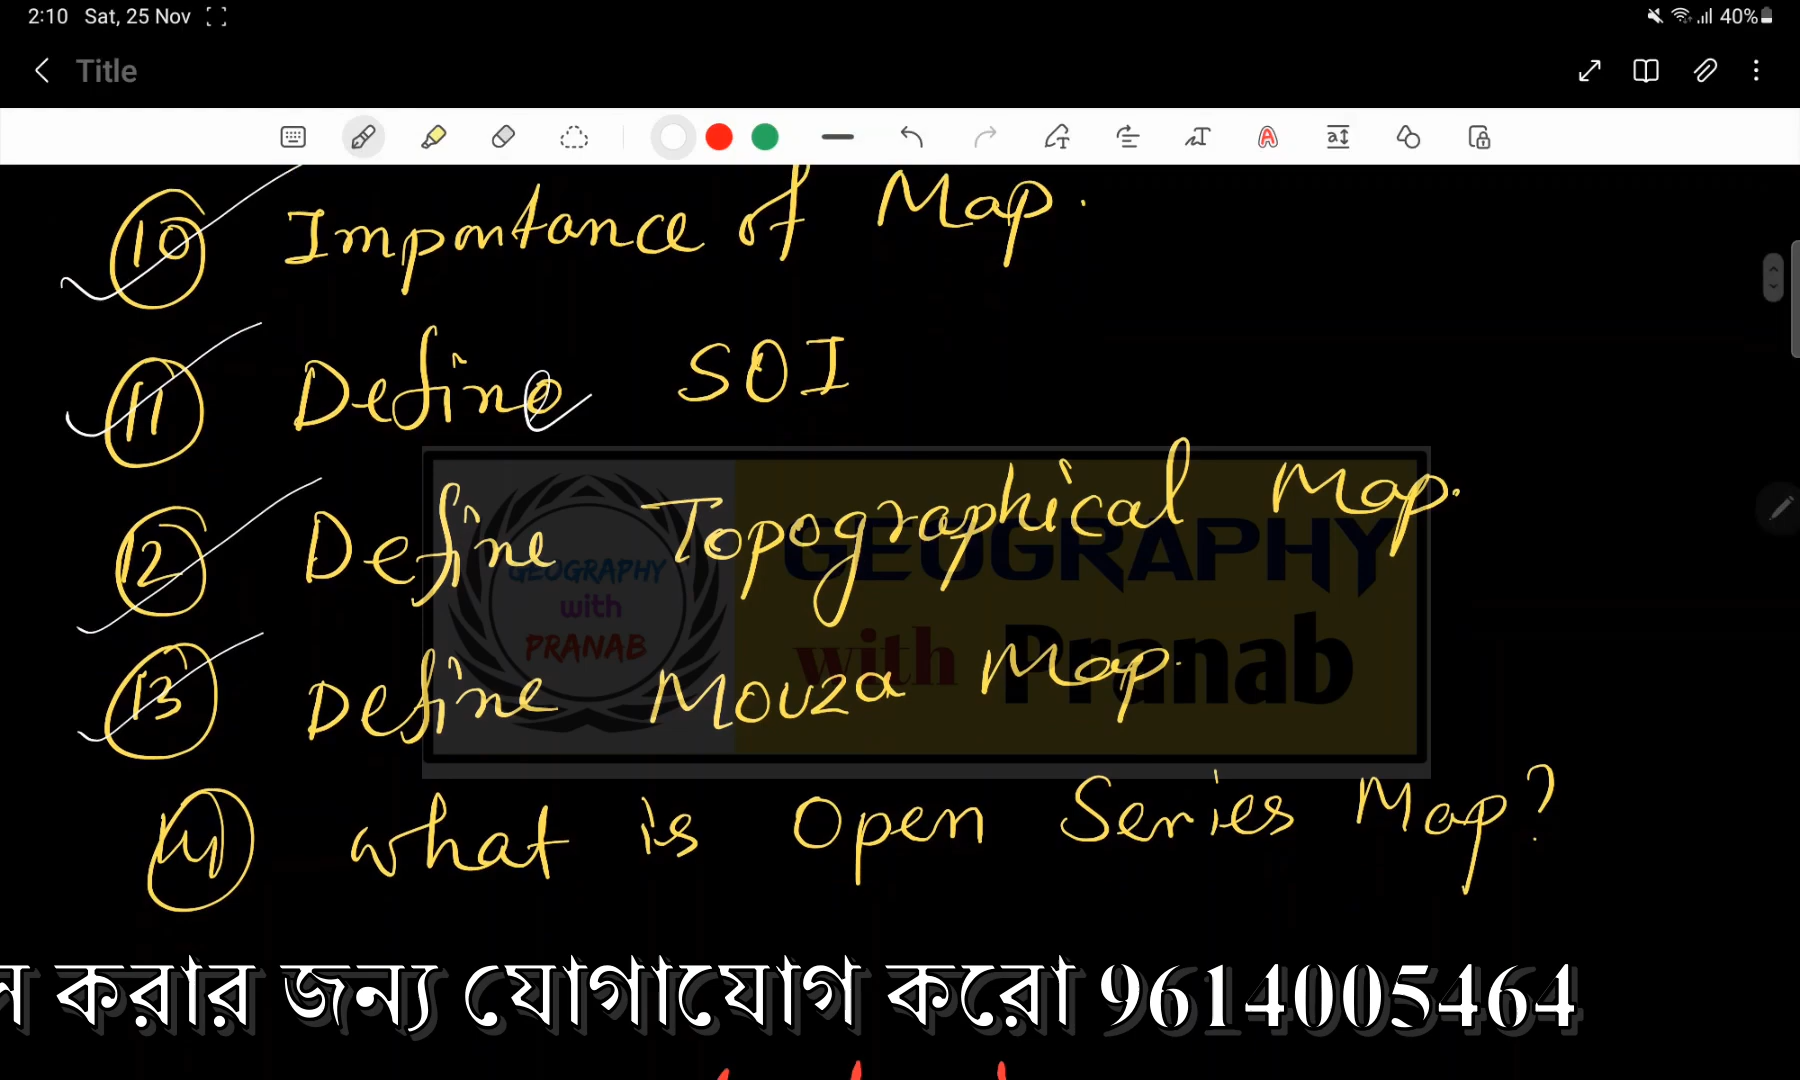 2:10 Sat, 25 Nov 40%
Title
10 Importance of Map.
11 Define SOI
12 Define Topographical Map.
13 Define Mouza Map.
14 What is Open Series Map?
GEOGRAPHY
with
PRANAB
GEOGRAPHY
with Pranab
করার জন্য যোগাযোগ করো 9614005464